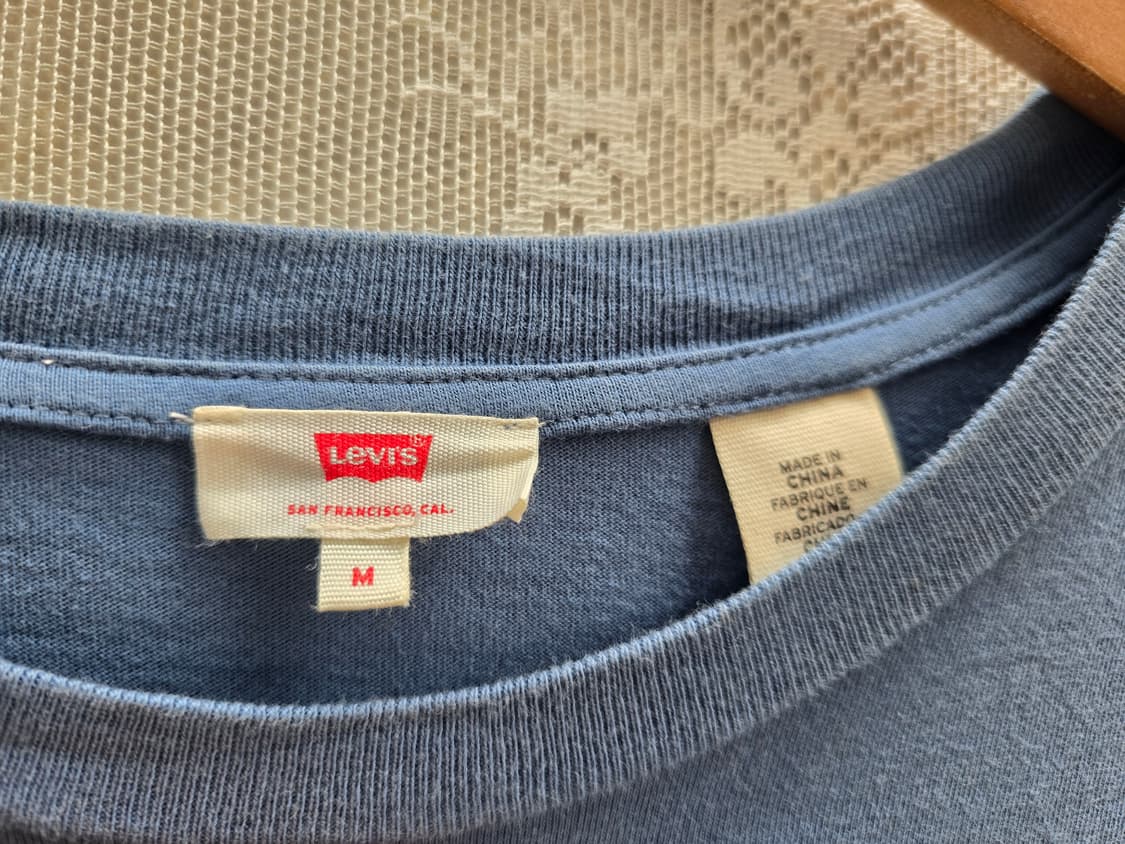 Levi's®
SAN FRANCISCO, CAL.
M
MADE IN
CHINA
FABRIQUE EN
CHINE
FABRICADO